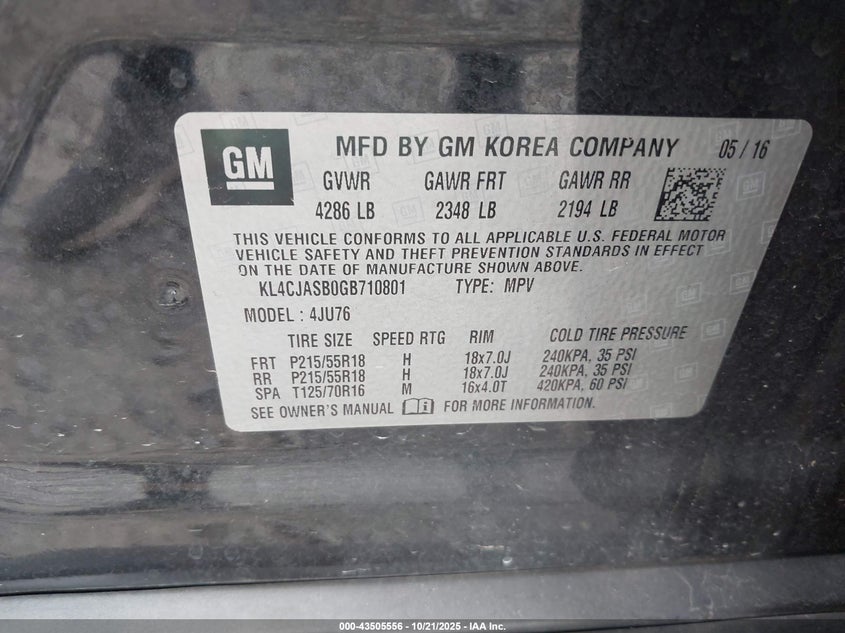 GM
MFD BY GM KOREA COMPANY 05 / 16
GVWR GAWR FRT GAWR RR
4286 LB 2348 LB 2194 LB
THIS VEHICLE CONFORMS TO ALL APPLICABLE U.S. FEDERAL MOTOR
VEHICLE SAFETY AND THEFT PREVENTION STANDARDS IN EFFECT
ON THE DATE OF MANUFACTURE SHOWN ABOVE.
KL4CJASB0GB710801 TYPE: MPV
MODEL : 4JU76
TIRE SIZE SPEED RTG RIM COLD TIRE PRESSURE
FRT P215/55R18 H 18x7.0J 240KPA, 35 PSI
RR P215/55R18 H 18x7.0J 240KPA, 35 PSI
SPA T125/70R16 M 16x4.0T 420KPA, 60 PSI
SEE OWNER'S MANUAL FOR MORE INFORMATION.
000-43505556 - 10/21/2025 - IAA Inc.